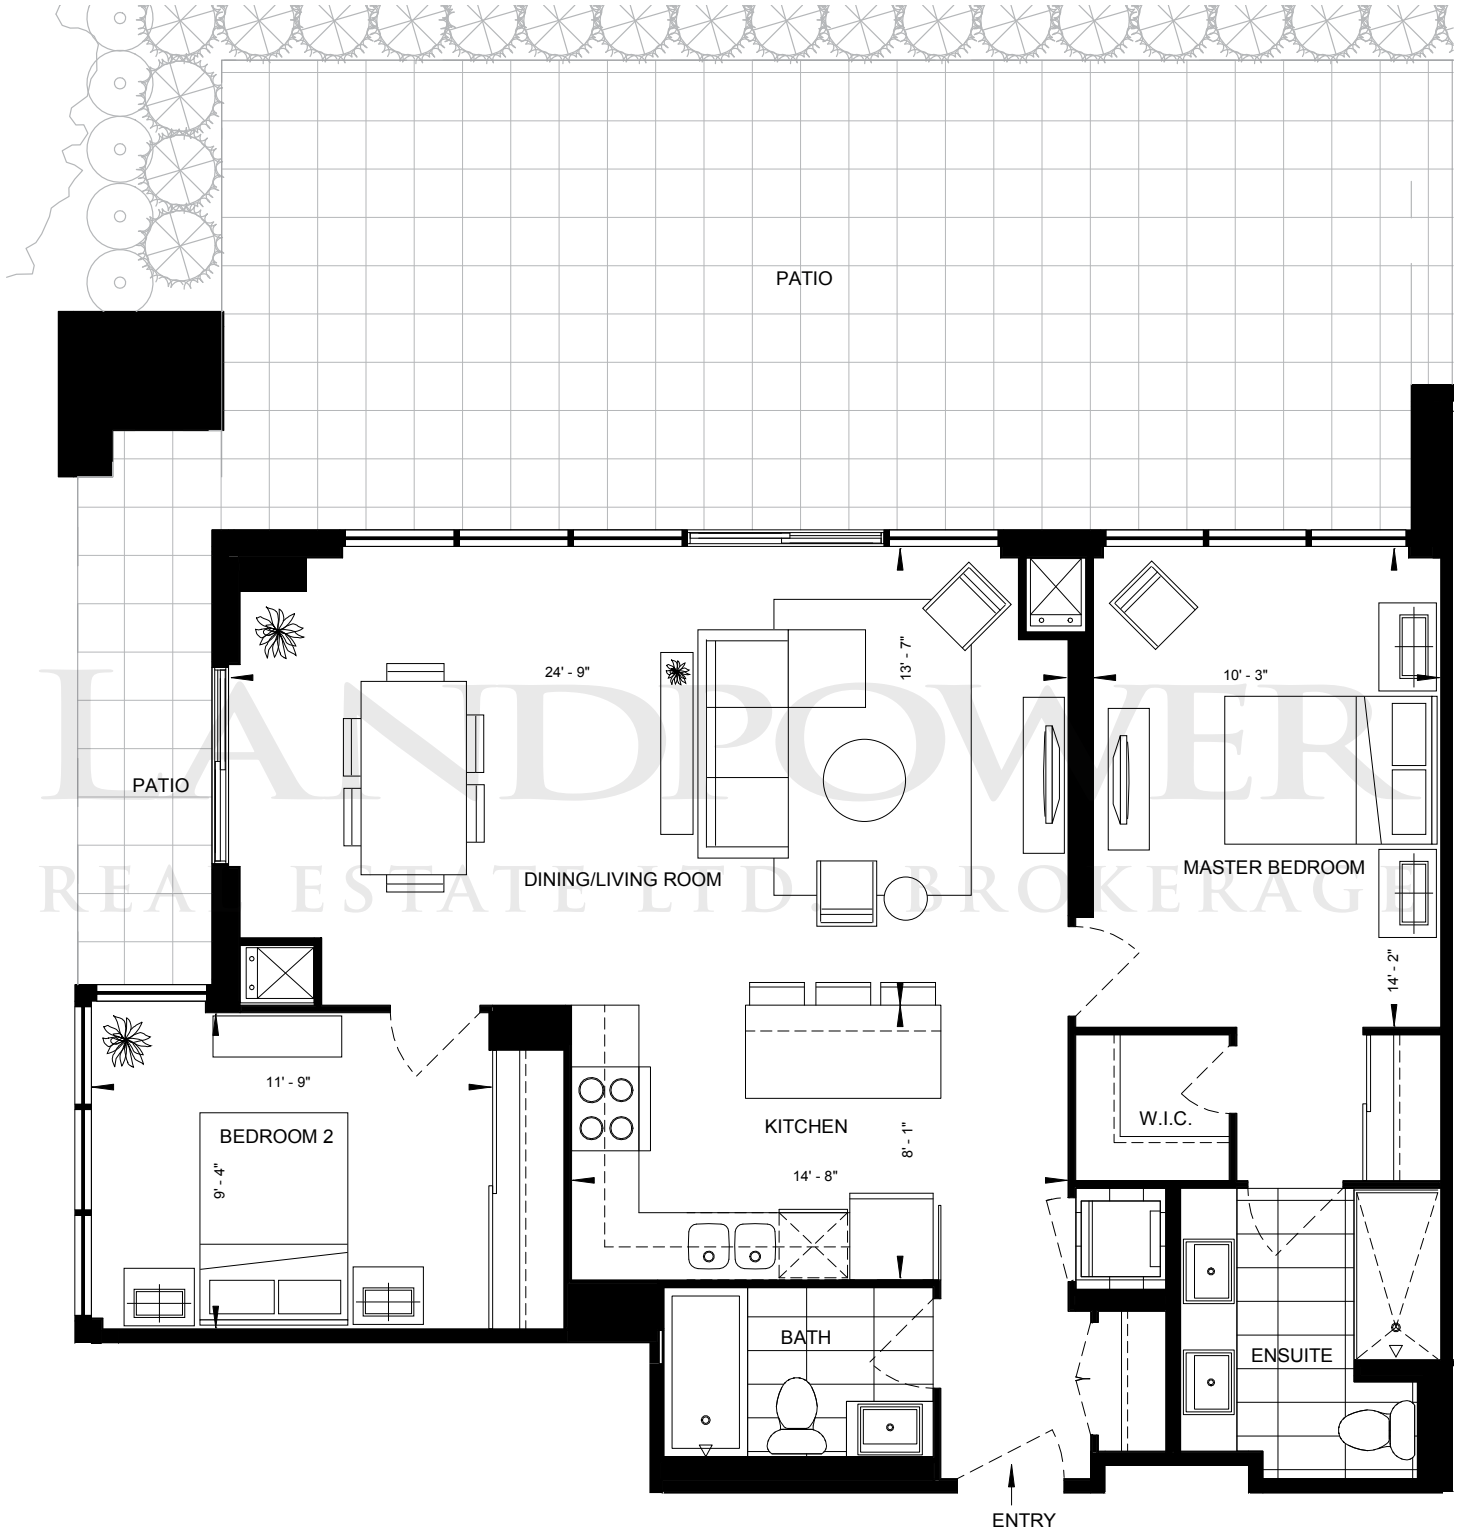 PATIO
13' - 7"
24' - 9"
10' - 3"
LANDPOWER
PATIO
MASTER BEDROOM
DINING/LIVING ROOM
REAL ESTATE LTD. BROKERAGE
14' - 2"
11' - 9"
W.I.C.
KITCHEN
BEDROOM 2
8' - 1"
9' - 4"
14' - 8"
BATH
ENSUITE
ENTRY